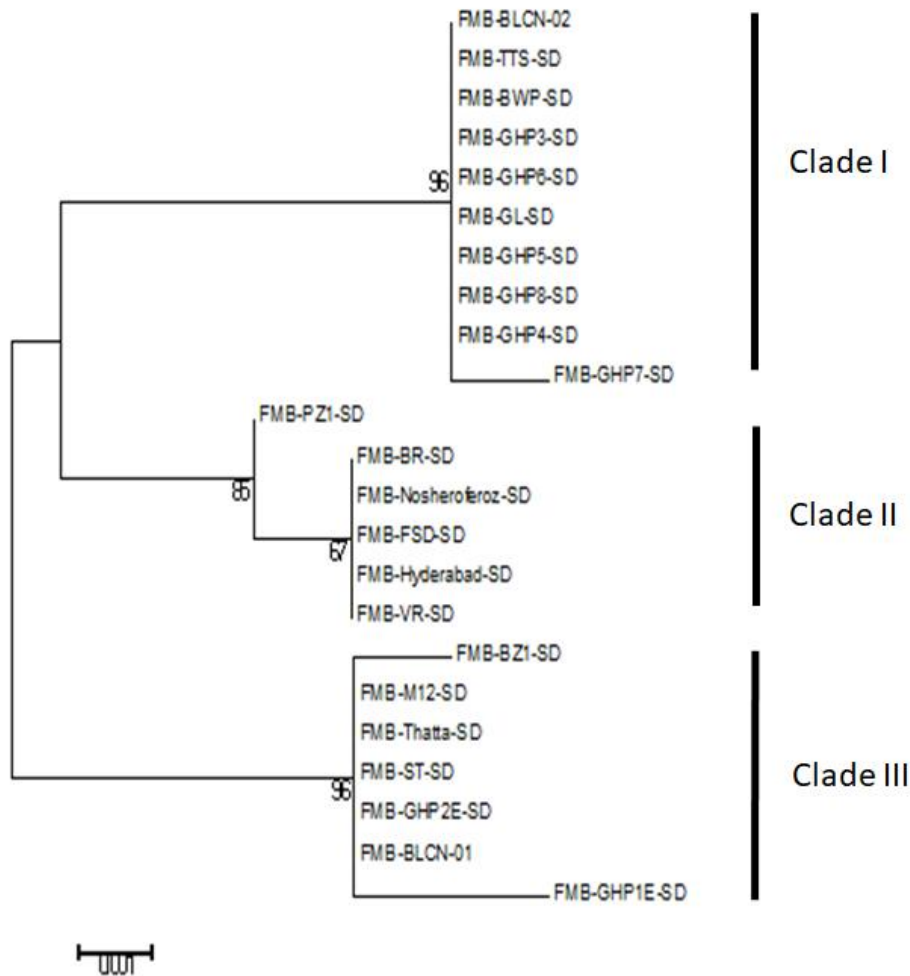 FMB-BLCN-02
FMB-TTS-SD
FMB-BWP-SD
FMB-GHP3-SD
96
FMB-GHP6-SD
Clade I
FMB-GL-SD
FMB-GHP5-SD
FMB-GHP8-SD
FMB-GHP4-SD
FMB-GHP7-SD
FMB-PZ1-SD
FMB-BR-SD
85
FMB-Nosheroferoz-SD
Clade II
FMB-FSD-SD
67
FMB-Hyderabad-SD
FMB-VR-SD
FMB-BZ1-SD
FMB-M12-SD
FMB-Thatta-SD
FMB-ST-SD
Clade III
96
FMB-GHP2E-SD
FMB-BLCN-01
FMB-GHP1E-SD